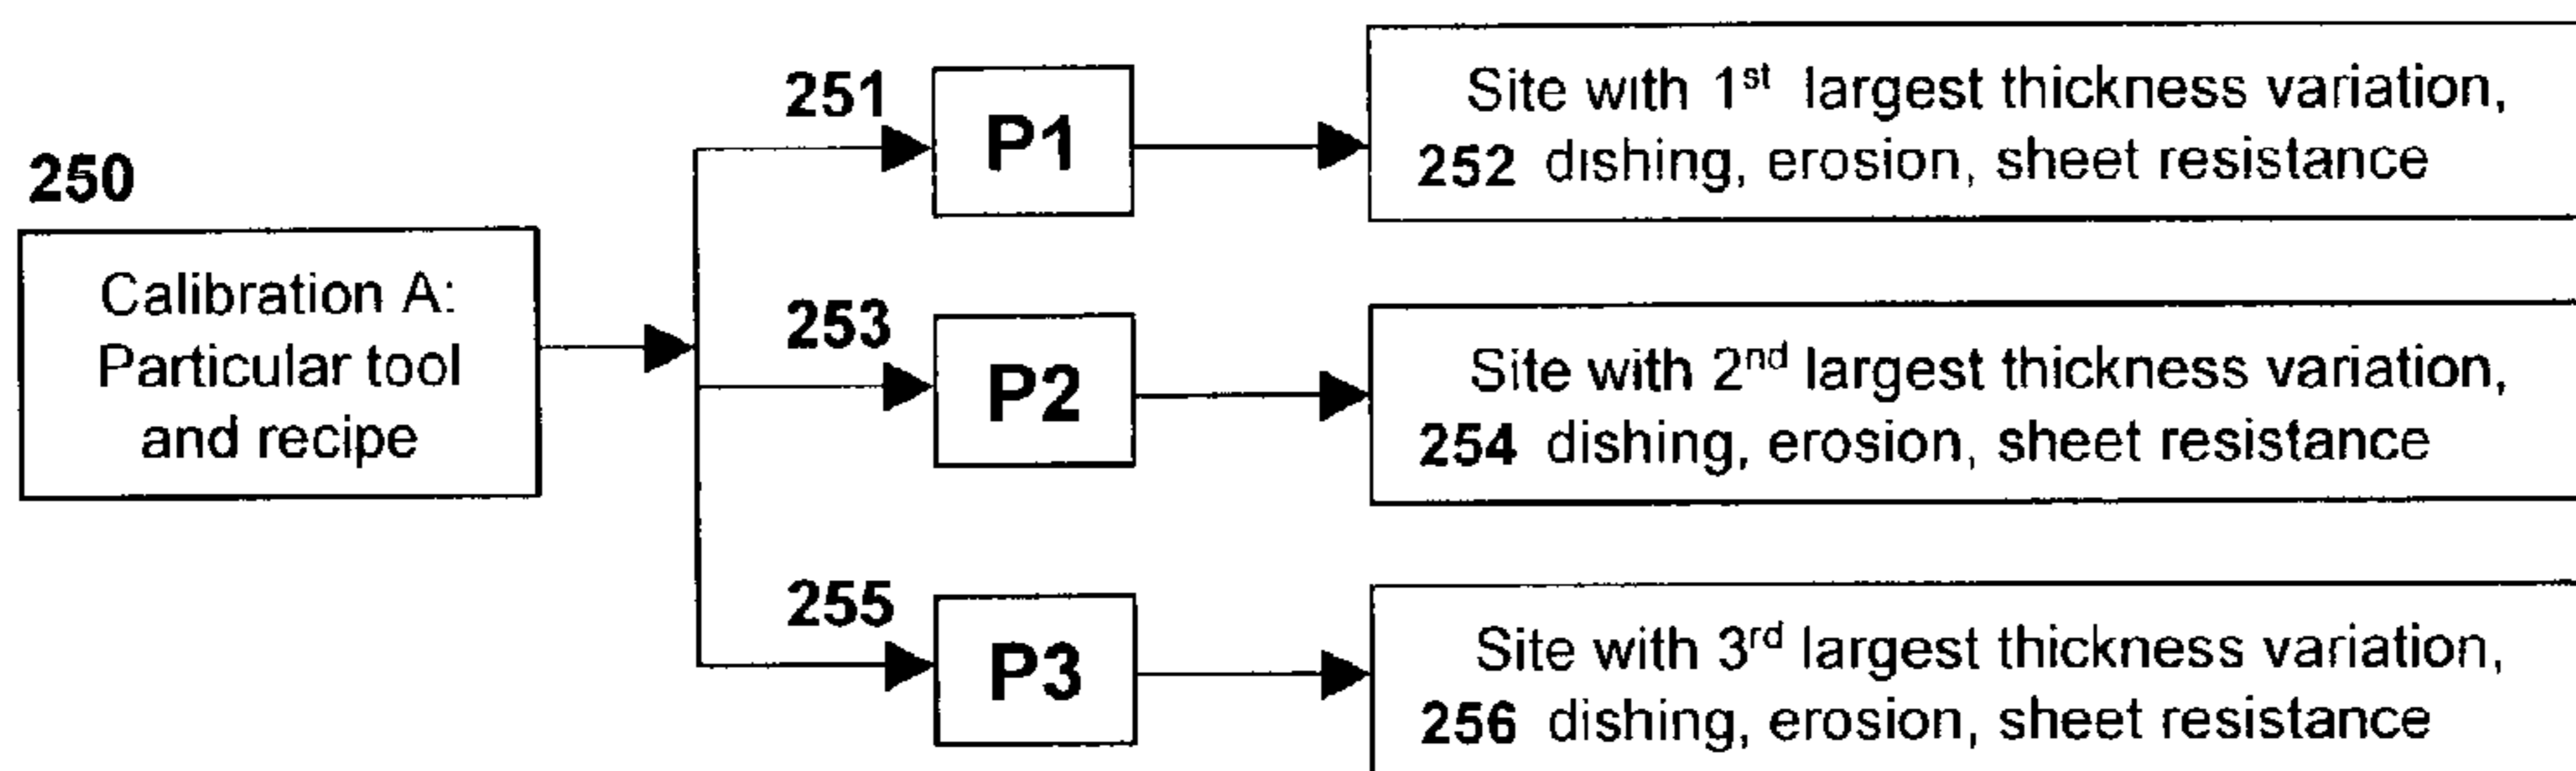 250
Calibration A:
Particular tool
and recipe
251
P1
Site with 1st largest thickness variation,
252 dishing, erosion, sheet resistance
253
P2
Site with 2nd largest thickness variation,
254 dishing, erosion, sheet resistance
255
P3
Site with 3rd largest thickness variation,
256 dishing, erosion, sheet resistance